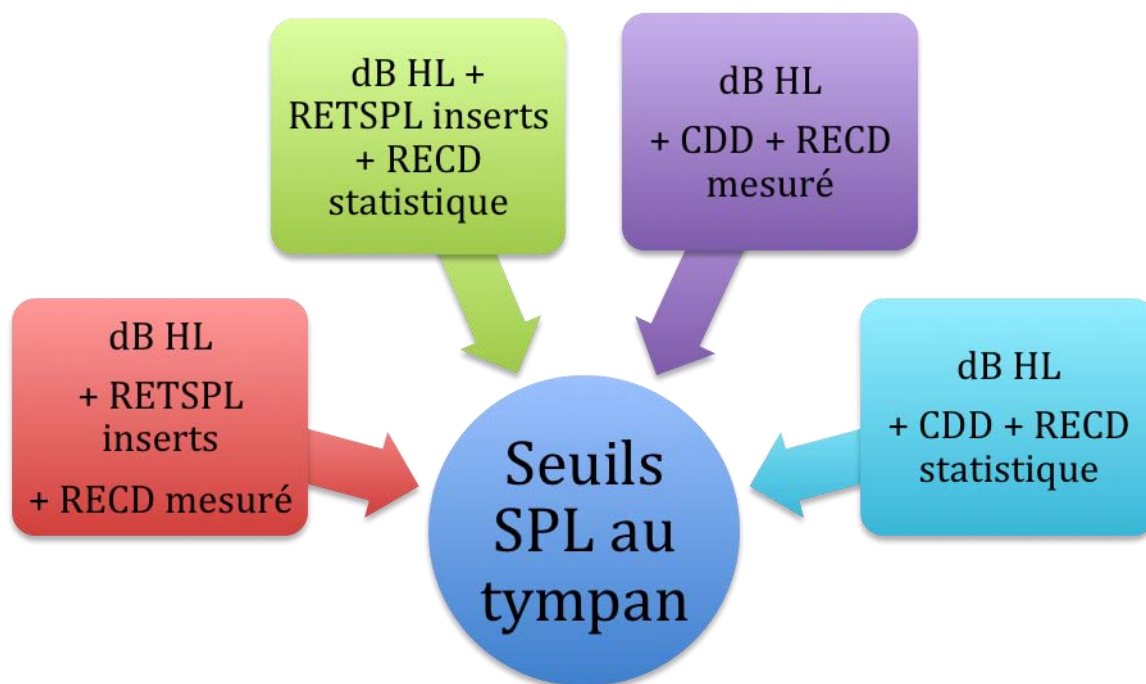 dB HL +
RETSPL inserts
+ RECD
statistique
dB HL
+ CDD + RECD
mesuré
dB HL
+ RETSPL
inserts
+ RECD mesuré
dB HL
+ CDD + RECD
statistique
Seuils
SPL au
tympan